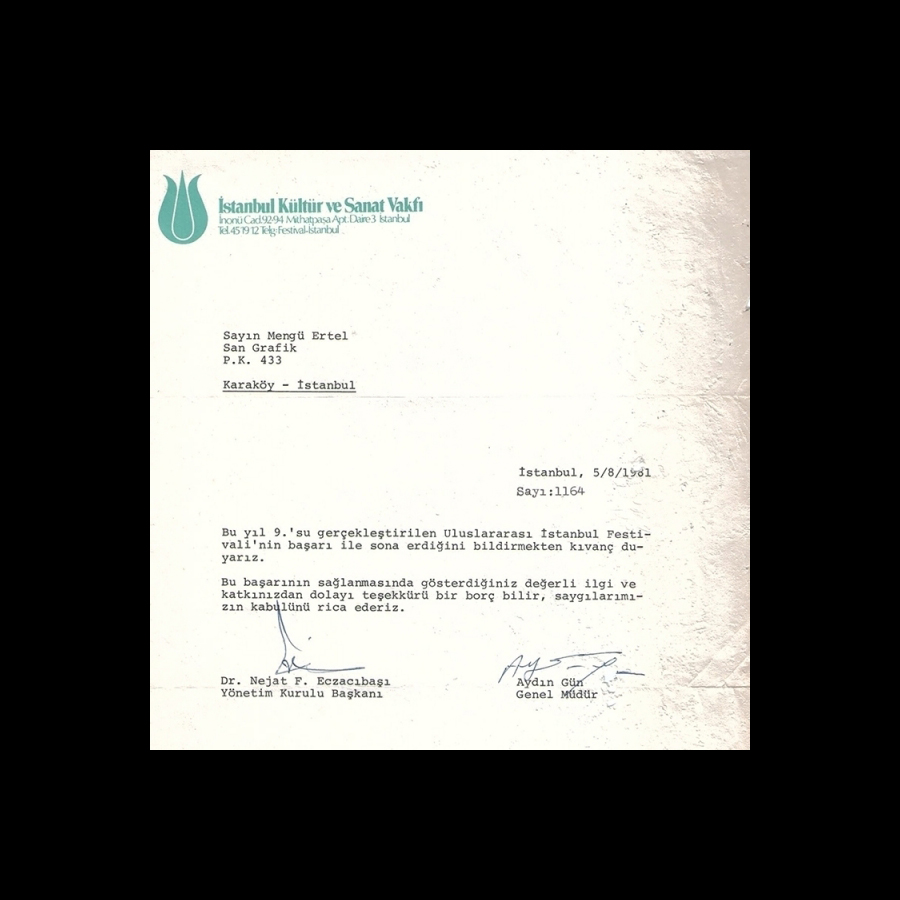 İstanbul Kültür ve Sanat Vakfı
İnönü Cad.92-94 Mithatpaşa Apt. Daire 3 İstanbul
Tel. 45 19 12 Telg: Festival-İstanbul
Sayın Mengü Ertel
San Grafik
P.K. 433
Karaköy - İstanbul
İstanbul, 5/8/1981
Sayı:1164
Bu yıl 9.'su gerçekleştirilen Uluslararası İstanbul Festi-
vali'nin başarı ile sona erdiğini bildirmekten kıvanç du-
yarız.
Bu başarının sağlanmasında gösterdiğiniz değerli ilgi ve
katkınızdan dolayı teşekkürü bir borç bilir, saygılarımı-
zın kabulünü rica ederiz.
Dr. Nejat F. Eczacıbaşı
Yönetim Kurulu Başkanı
Aydın Gün
Genel Müdür